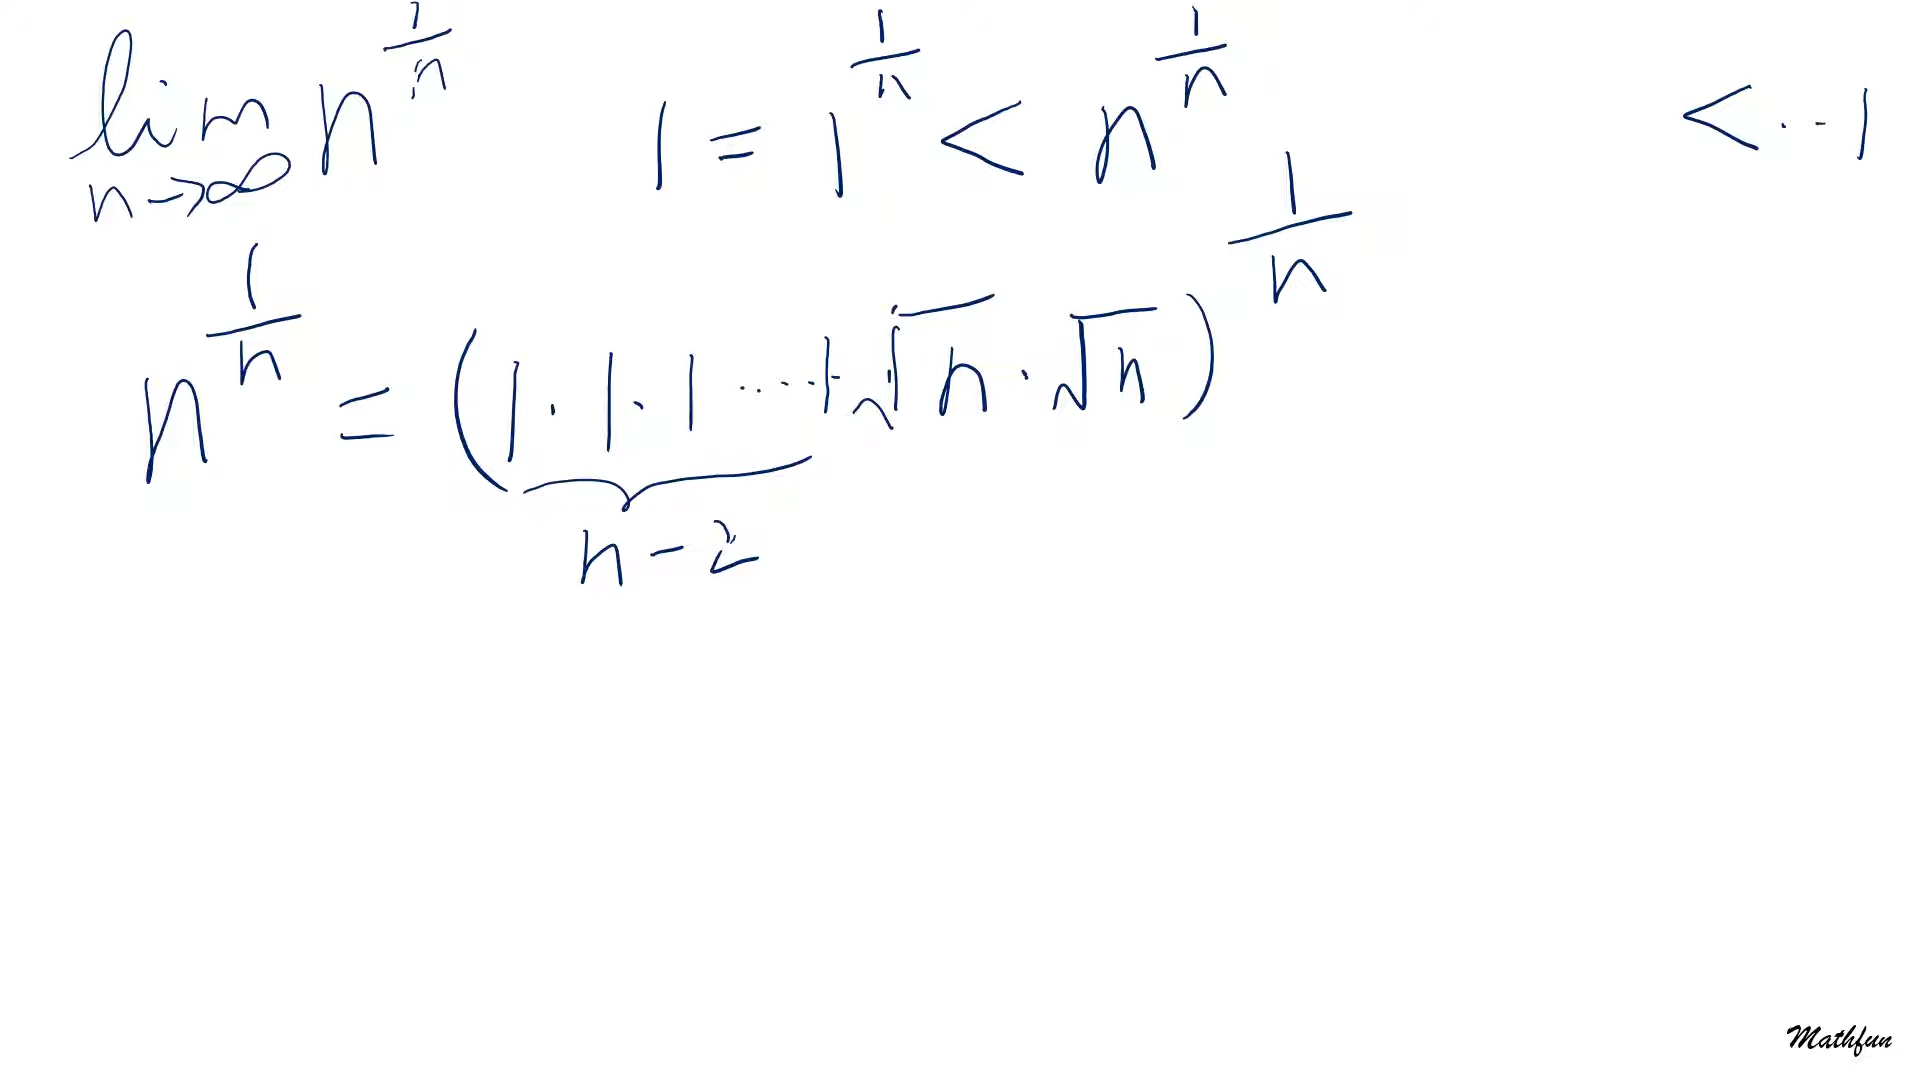 lim n→∞ n^(1/n)    1 = 1^(1/n) < n^(1/n)    < ··· 1
n^(1/n) = (1 · 1 · 1 ····· 1 · √n · √n)^(1/n)
n − 2
Mathfun